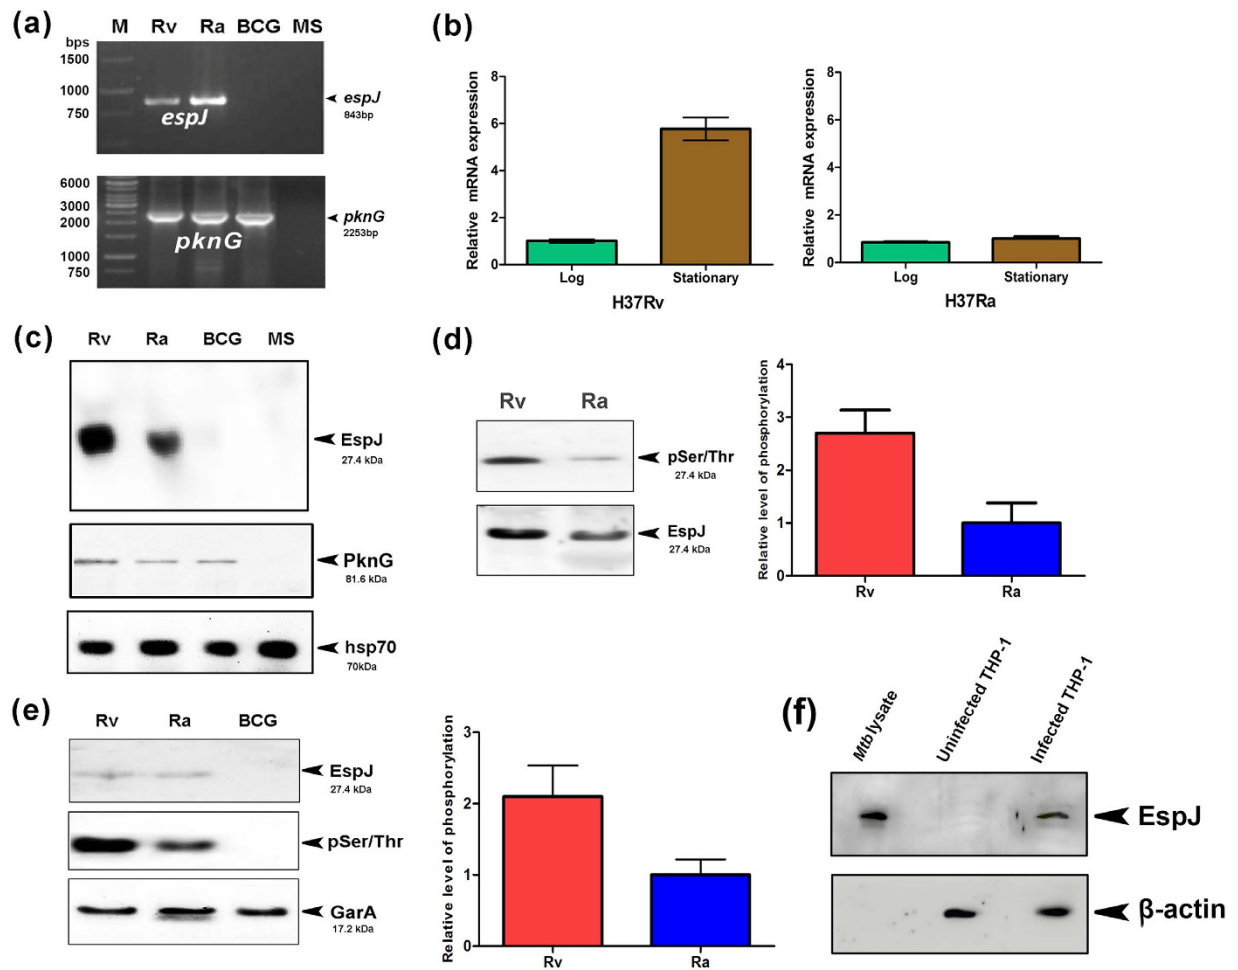 (a)
M Rv Ra BCG MS
bps
1500
1000
750
espJ
espJ
843bp
6000
3000
2000
1000
750
pknG
pknG
2253bp
(b)
Relative mRNA expression
8
6
4
2
0
Log Stationary
H37Rv
Relative mRNA expression
8
6
4
2
0
Log Stationary
H37Ra
(c)
Rv Ra BCG MS
EspJ
27.4 kDa
PknG
81.6 kDa
hsp70
70kDa
(d)
Rv Ra
pSer/Thr
27.4 kDa
EspJ
27.4 kDa
Relative level of phosphorylation
4
3
2
1
0
Rv Ra
(e)
Rv Ra BCG
EspJ
27.4 kDa
pSer/Thr
GarA
17.2 kDa
Relative level of phosphorylation
3
2
1
0
Rv Ra
(f)
Mtb lysate
Uninfected THP-1
Infected THP-1
EspJ
β-actin